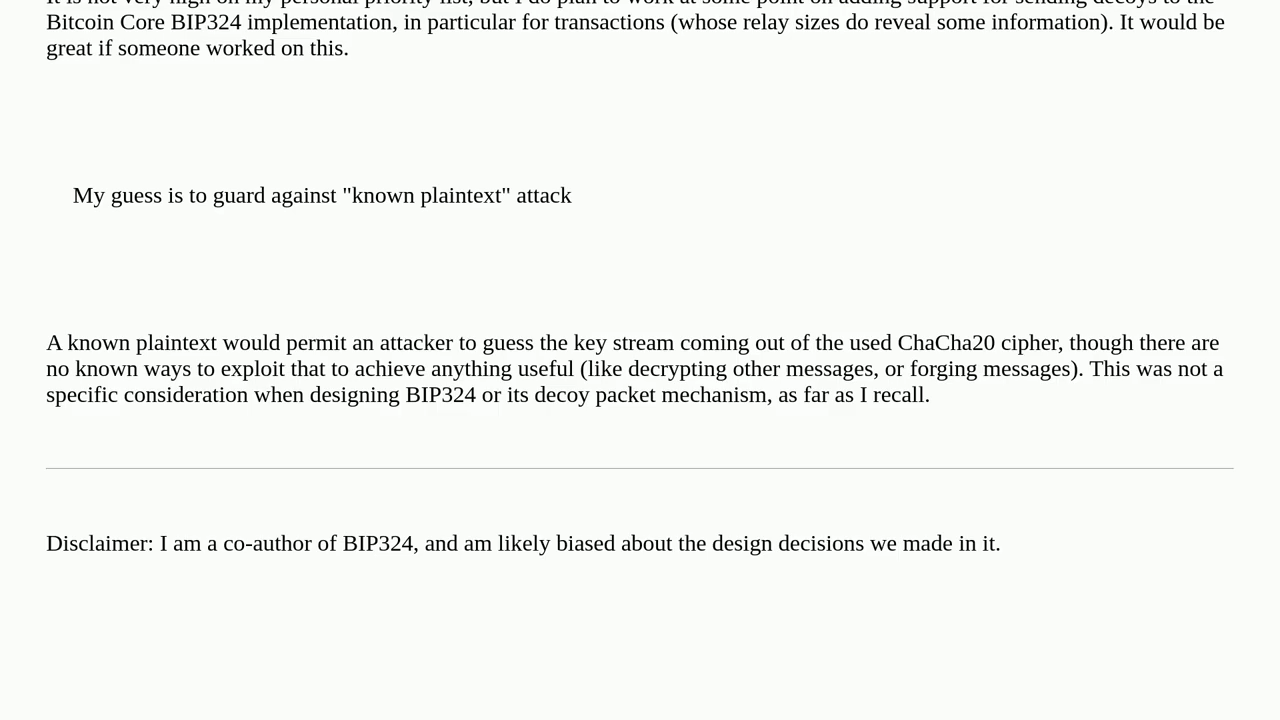 Bitcoin Core BIP324 implementation, in particular for transactions (whose relay sizes do reveal some information). It would be
great if someone worked on this.
My guess is to guard against "known plaintext" attack
A known plaintext would permit an attacker to guess the key stream coming out of the used ChaCha20 cipher, though there are
no known ways to exploit that to achieve anything useful (like decrypting other messages, or forging messages). This was not a
specific consideration when designing BIP324 or its decoy packet mechanism, as far as I recall.
Disclaimer: I am a co-author of BIP324, and am likely biased about the design decisions we made in it.